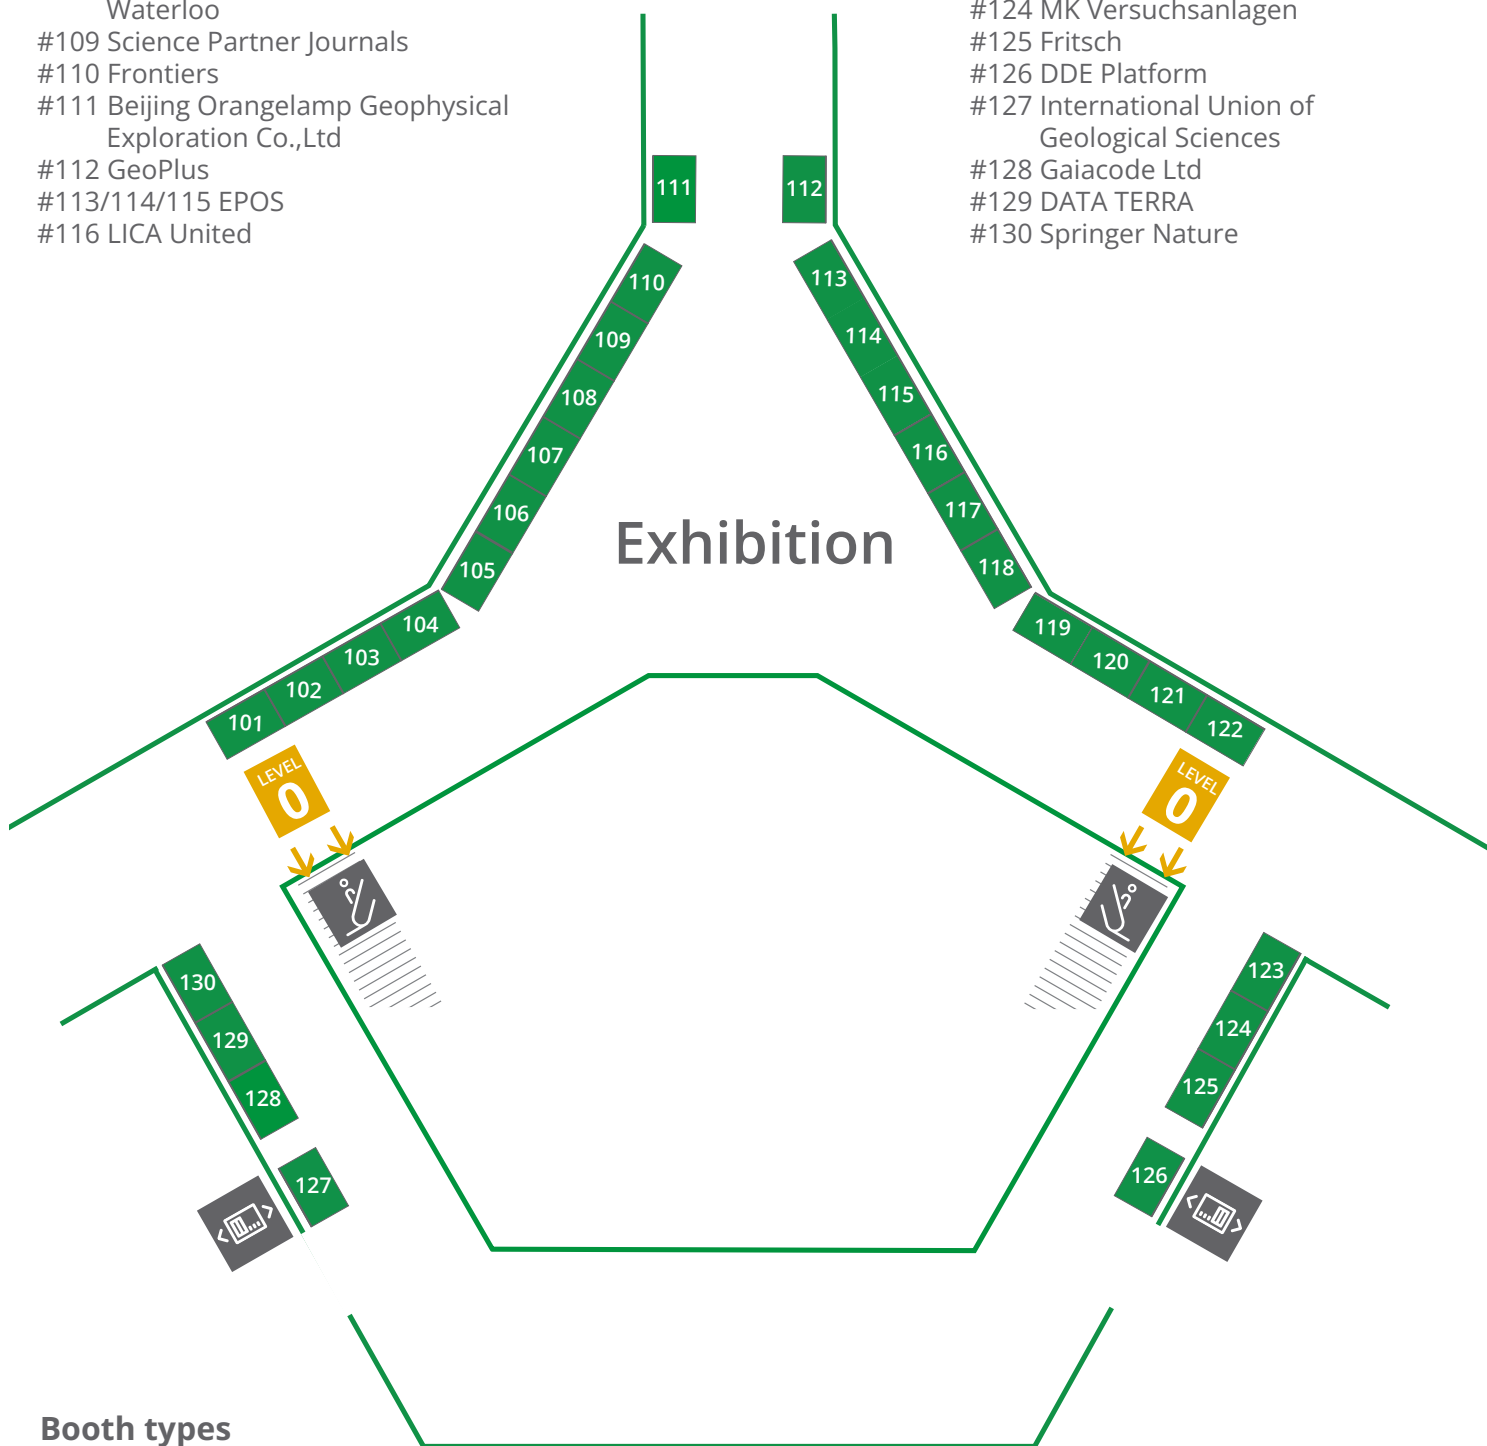 Waterloo
#109 Science Partner Journals
#110 Frontiers
#111 Beijing Orangelamp Geophysical
Exploration Co.,Ltd
#112 GeoPlus
#113/114/115 EPOS
#116 LICA United
#124 MK Versuchsanlagen
#125 Fritsch
#126 DDE Platform
#127 International Union of
Geological Sciences
#128 Gaiacode Ltd
#129 DATA TERRA
#130 Springer Nature
111
112
110
113
109
114
108
115
107
116
106
117
105
118
Exhibition
104
119
103
120
102
121
101
122
LEVEL
0
LEVEL
0
130
123
129
124
128
125
127
126
Booth types